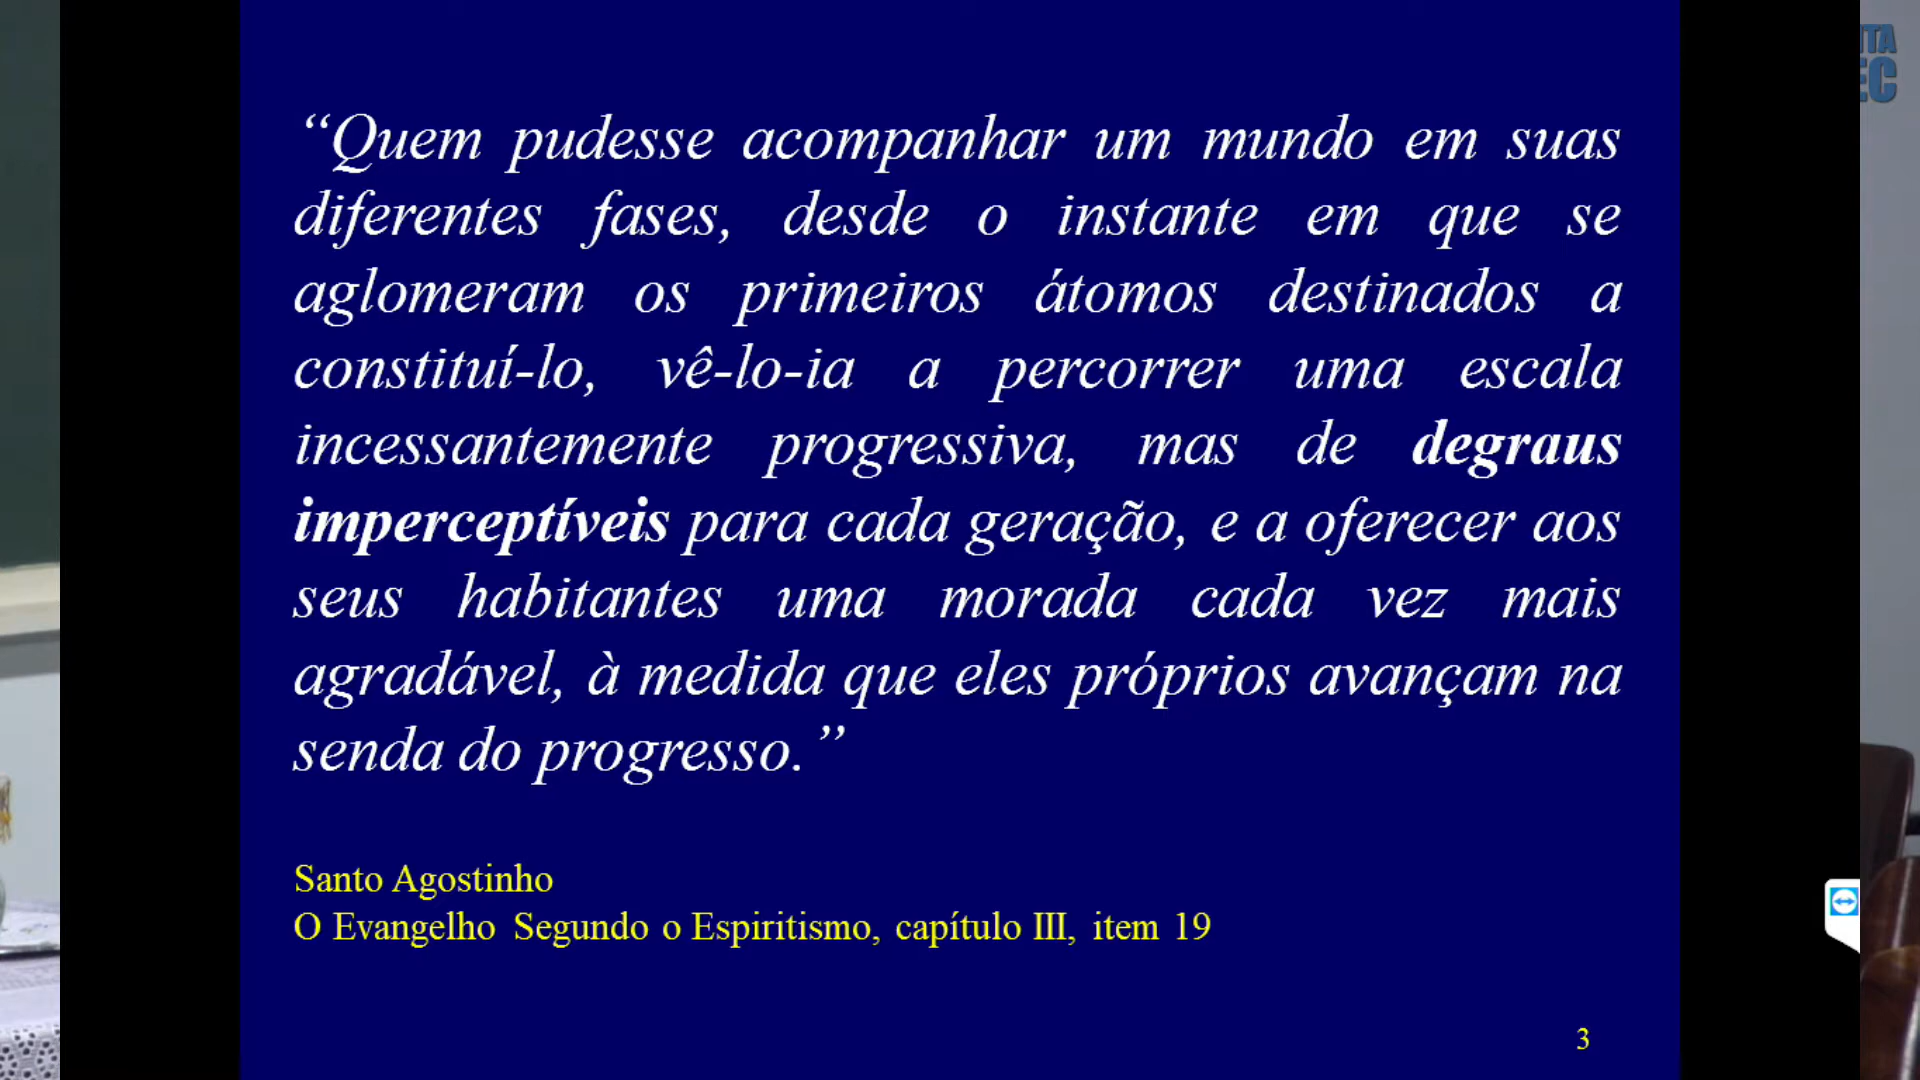 “Quem pudesse acompanhar um mundo em suas
diferentes fases, desde o instante em que se
aglomeram os primeiros átomos destinados a
constituí-lo, vê-lo-ia a percorrer uma escala
incessantemente progressiva, mas de degraus
imperceptíveis para cada geração, e a oferecer aos
seus habitantes uma morada cada vez mais
agradável, à medida que eles próprios avançam na
senda do progresso.”
Santo Agostinho
O Evangelho Segundo o Espiritismo, capítulo III, item 19
3